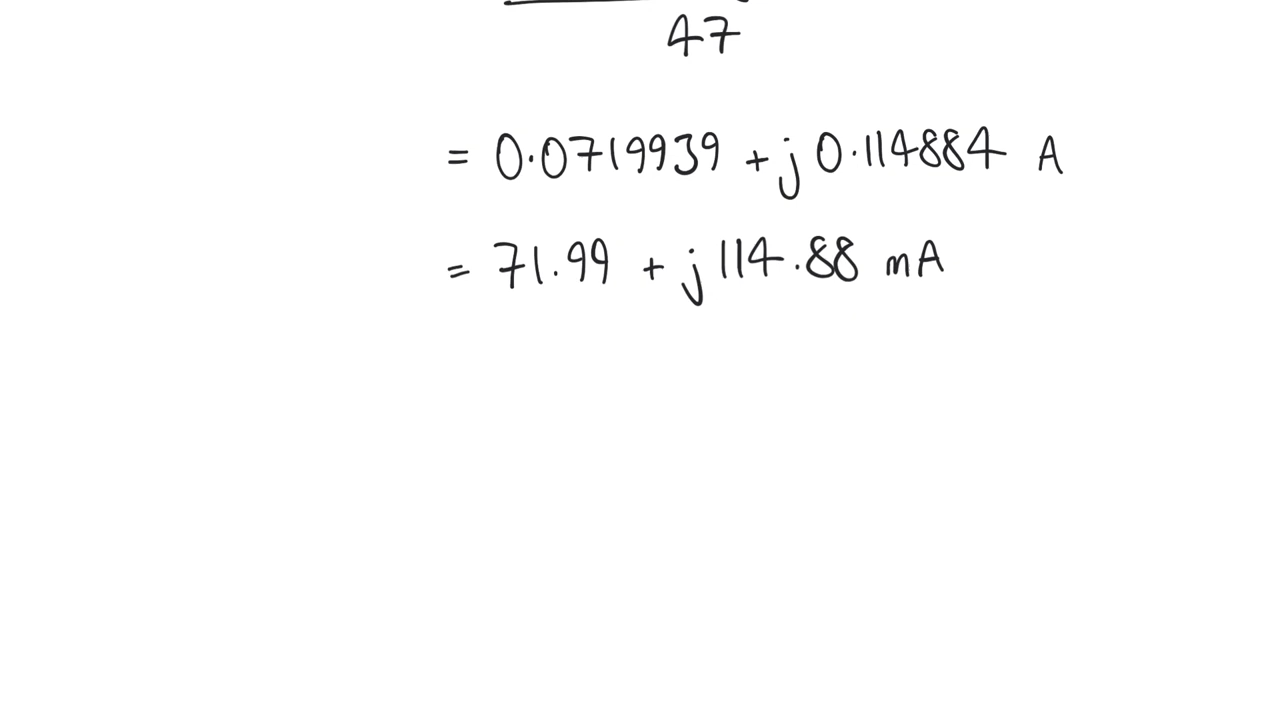 47
= 0.0719939 + j 0.114884 A
= 71.99 + j 114.88 mA